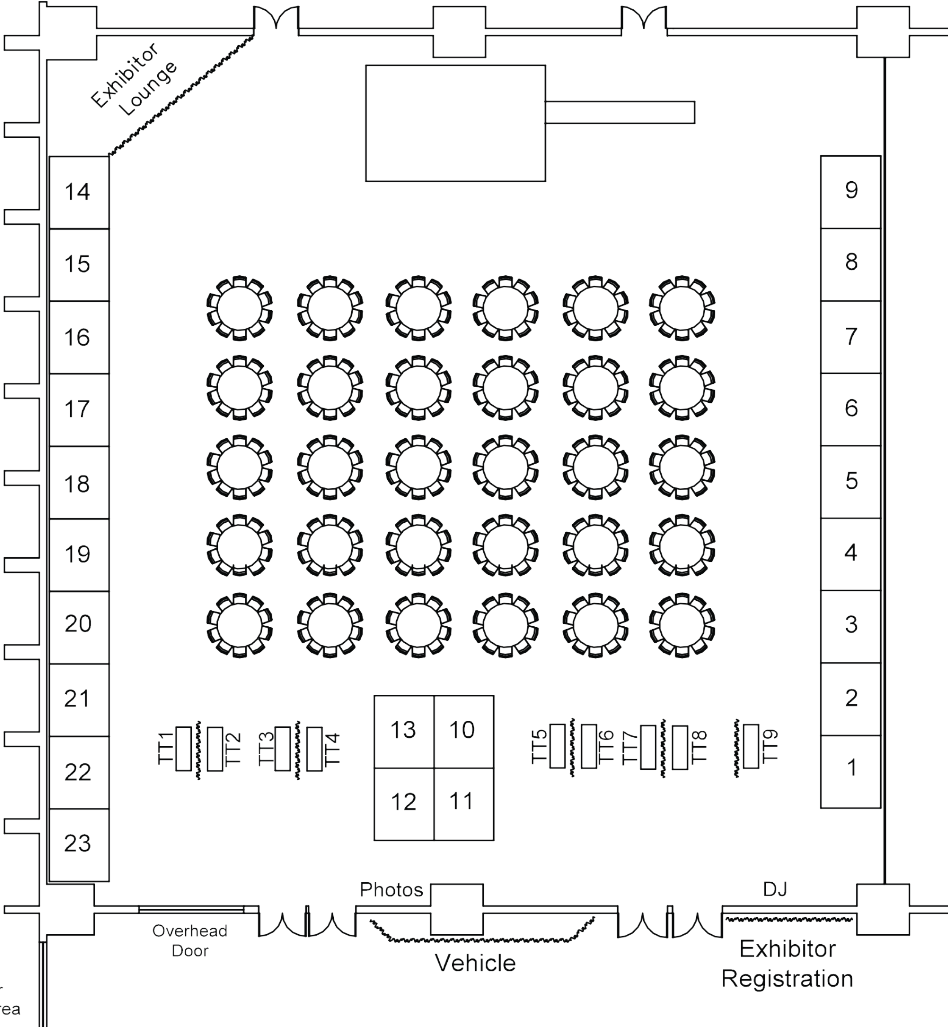 Exhibitor
Lounge
14
15
16
17
18
19
20
21
22
23
9
8
7
6
5
4
3
2
1
TT1
TT2
TT3
TT4
13
10
12
11
TT5
TT6
TT7
TT8
TT9
Photos
DJ
Overhead
Door
Vehicle
Exhibitor
Registration